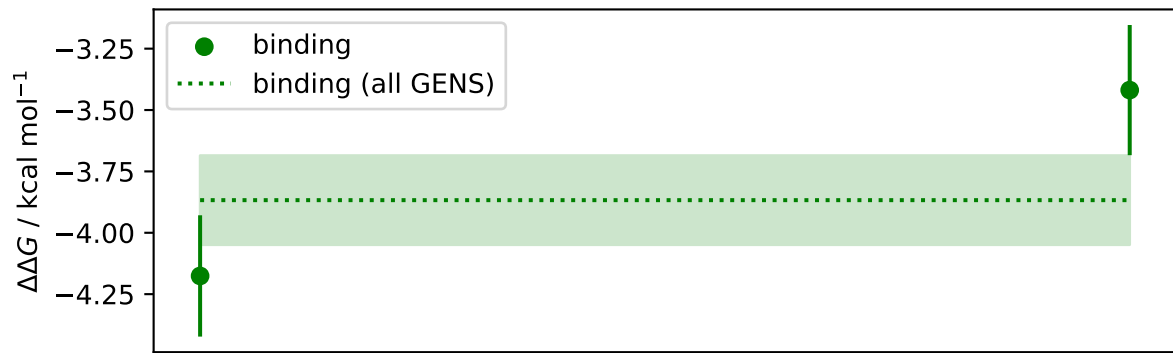 −3.25
−3.50
−3.75
−4.00
−4.25
ΔΔG / kcal mol⁻¹
binding
binding (all GENS)